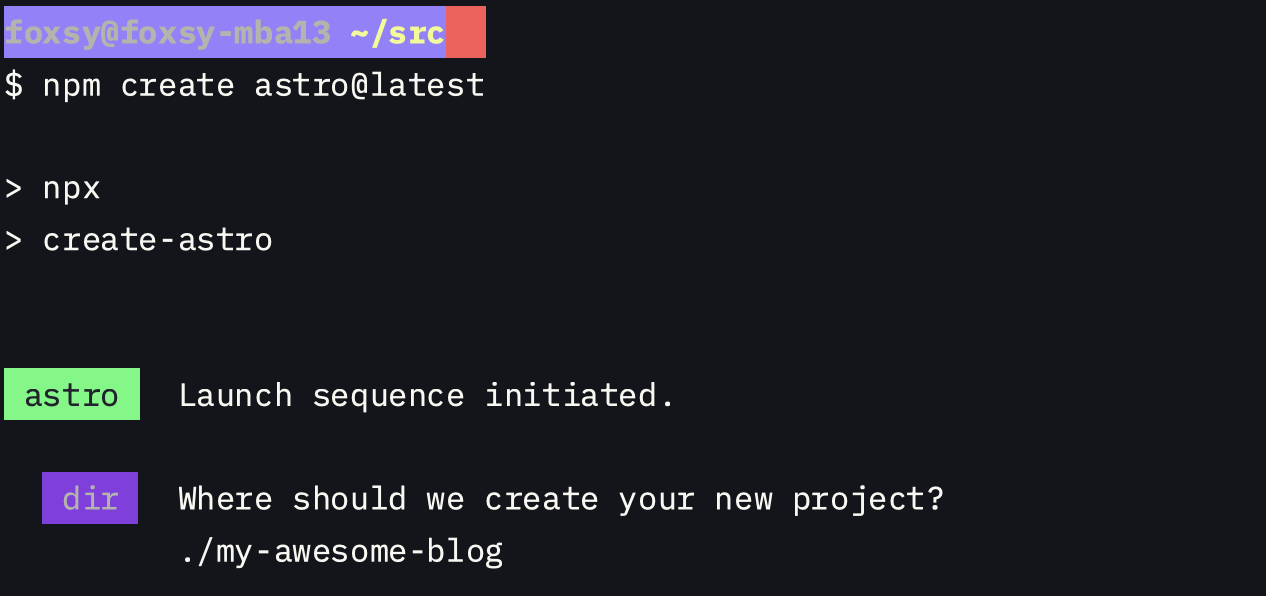 foxsy@foxsy-mba13 ~/src
$ npm create astro@latest
> npx
> create-astro
astro Launch sequence initiated.
dir Where should we create your new project?
./my-awesome-blog